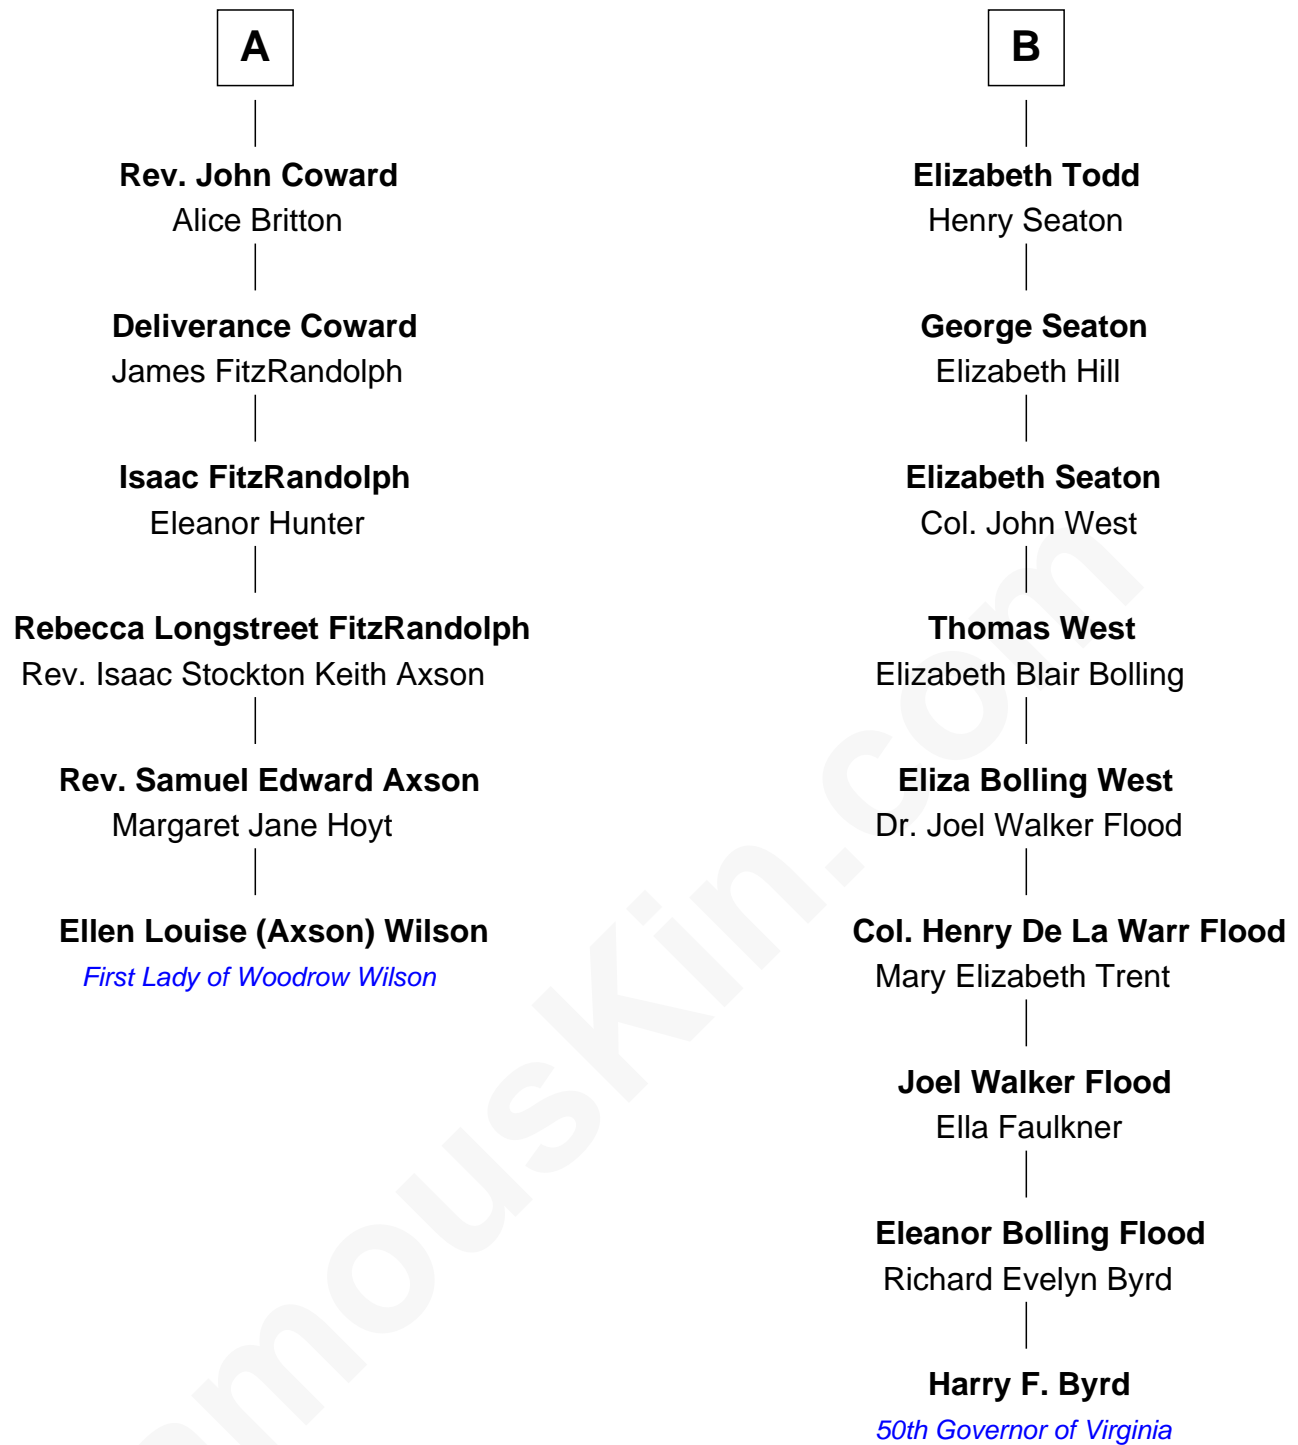 A
Rev. John Coward
Alice Britton
Deliverance Coward
James FitzRandolph
Isaac FitzRandolph
Eleanor Hunter
Rebecca Longstreet FitzRandolph
Rev. Isaac Stockton Keith Axson
Rev. Samuel Edward Axson
Margaret Jane Hoyt
Ellen Louise (Axson) Wilson
First Lady of Woodrow Wilson
B
Elizabeth Todd
Henry Seaton
George Seaton
Elizabeth Hill
Elizabeth Seaton
Col. John West
Thomas West
Elizabeth Blair Bolling
Eliza Bolling West
Dr. Joel Walker Flood
Col. Henry De La Warr Flood
Mary Elizabeth Trent
Joel Walker Flood
Ella Faulkner
Eleanor Bolling Flood
Richard Evelyn Byrd
Harry F. Byrd
50th Governor of Virginia
amousKin.com